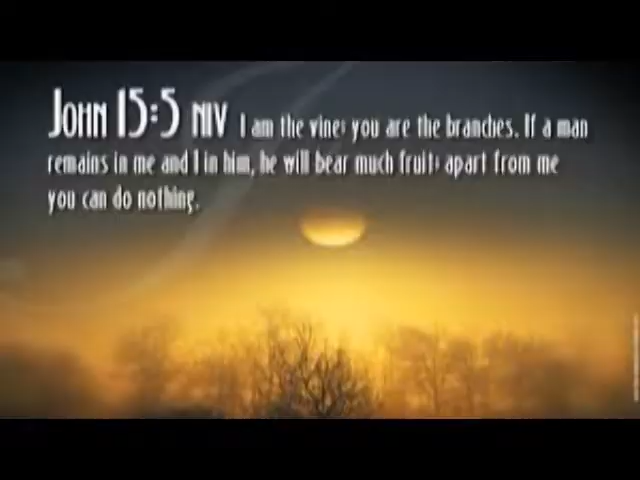 JOHN 15:5 NIV I am the vine; you are the branches. If a man
remains in me and I in him, he will bear much fruit; apart from me
you can do nothing.